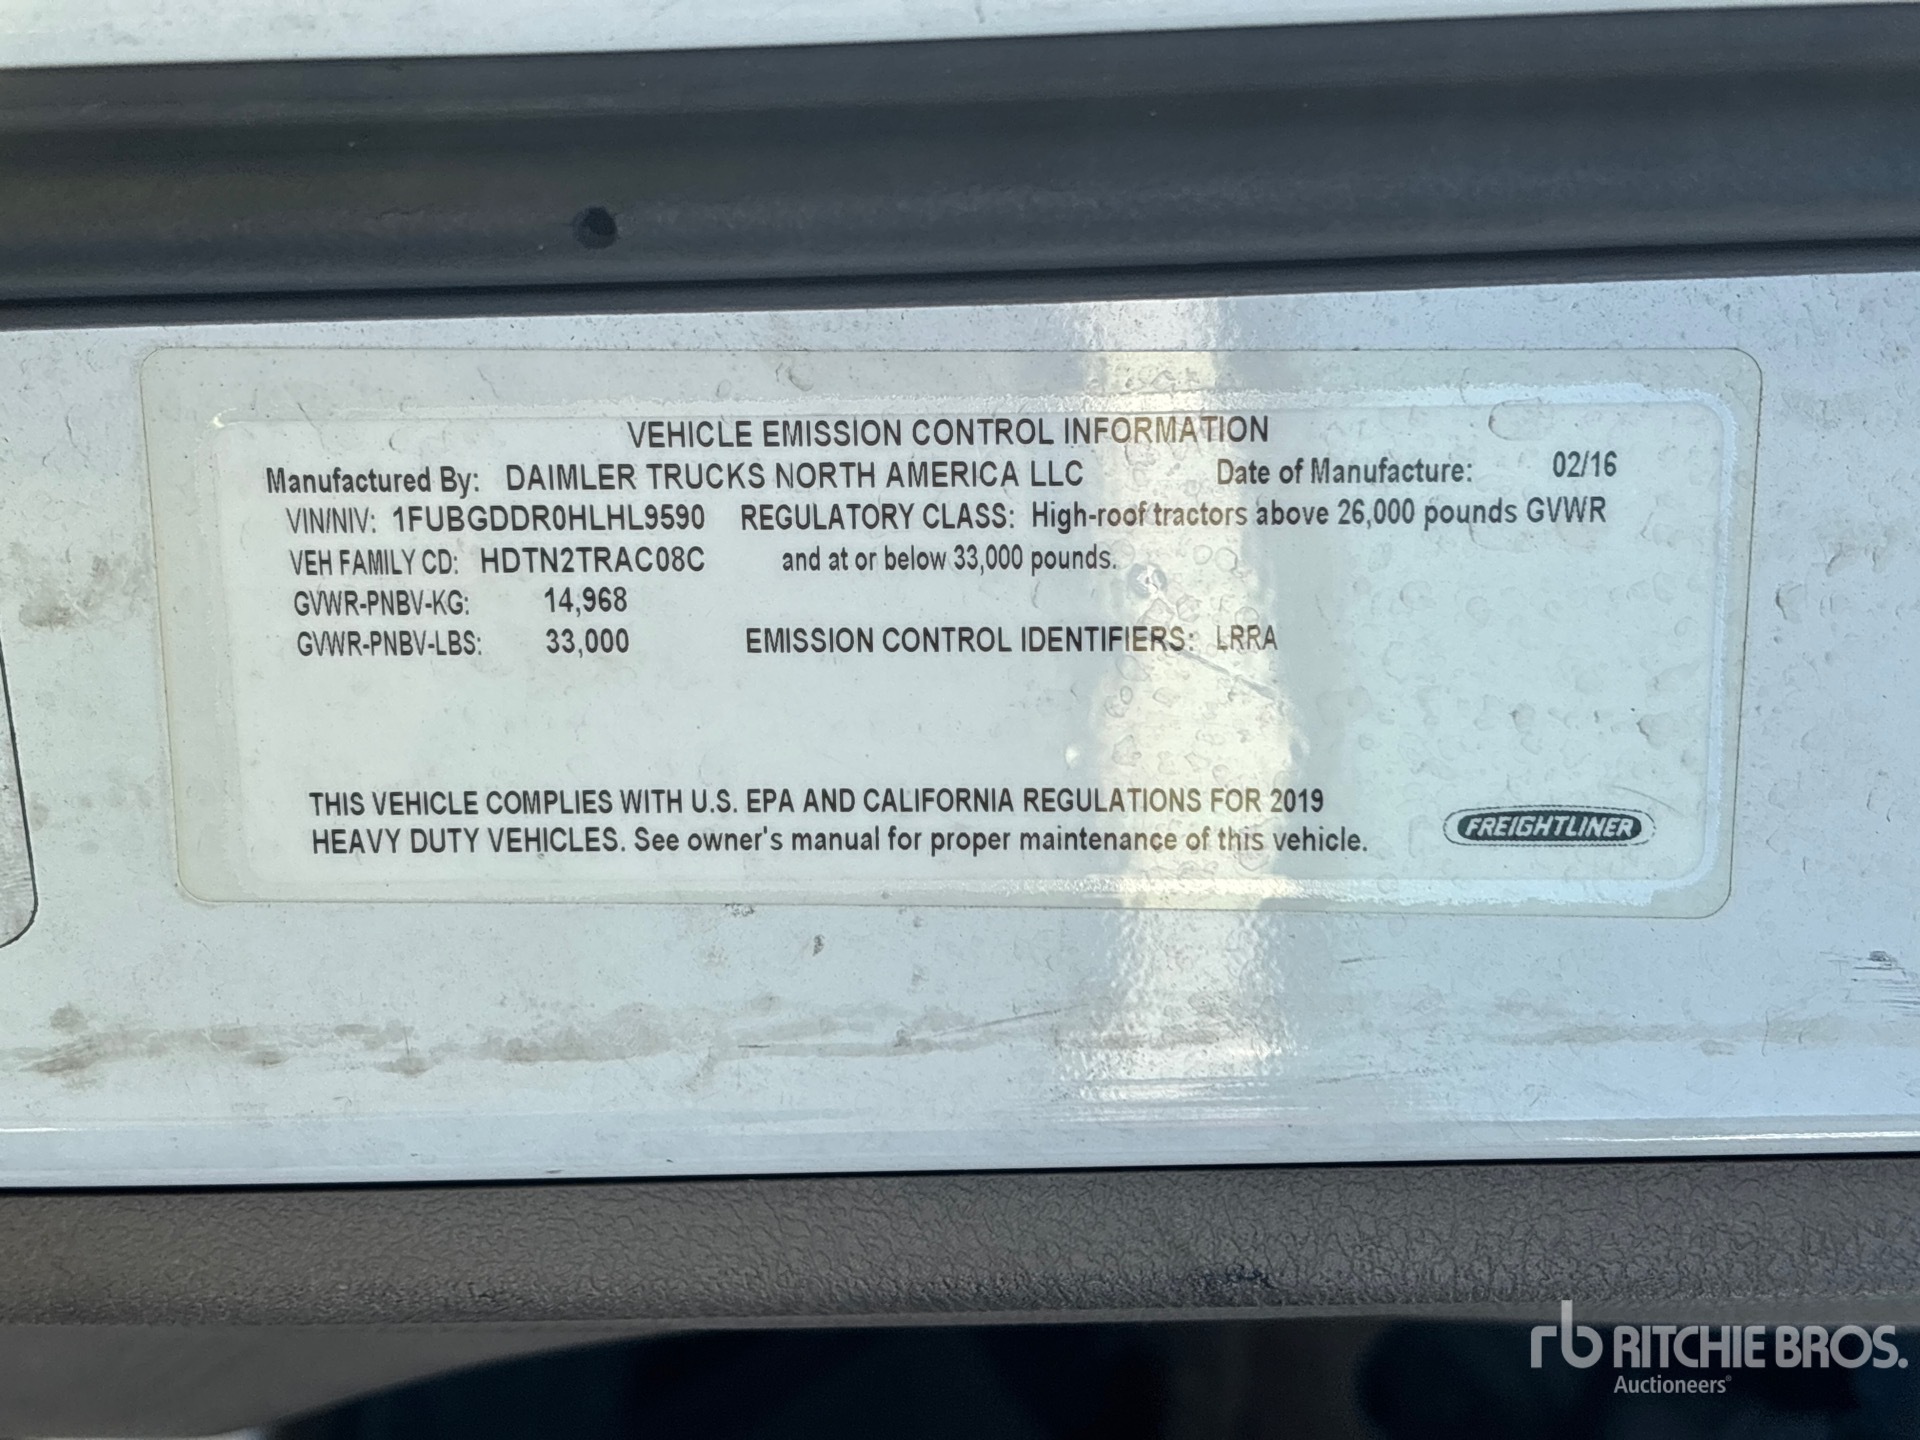 VEHICLE EMISSION CONTROL INFORMATION
Manufactured By: DAIMLER TRUCKS NORTH AMERICA LLC Date of Manufacture: 02/16
VIN/NIV: 1FUBGDDR0HLHL9590 REGULATORY CLASS: High-roof tractors above 26,000 pounds GVWR
VEH FAMILY CD: HDTN2TRAC08C and at or below 33,000 pounds.
GVWR-PNBV-KG: 14,968
GVWR-PNBV-LBS: 33,000 EMISSION CONTROL IDENTIFIERS: LRRA
THIS VEHICLE COMPLIES WITH U.S. EPA AND CALIFORNIA REGULATIONS FOR 2019
HEAVY DUTY VEHICLES. See owner's manual for proper maintenance of this vehicle.
FREIGHTLINER
rb RITCHIE BROS.
Auctioneers®